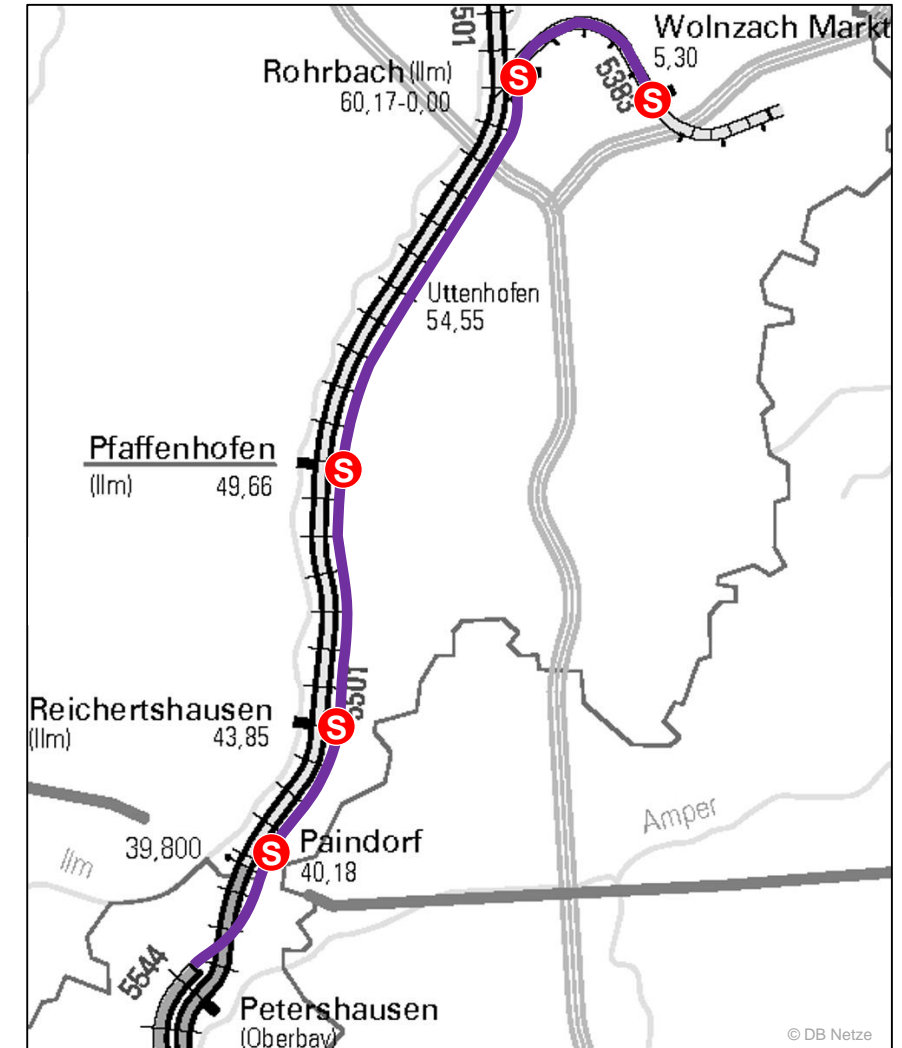 501
Wolnzach Markt
5,30
Rohrbach (Ilm)
60,17-0,00
5383
S
S
Uttenhofen
54,55
Pfaffenhofen
(Ilm) 49,66
S
5501
Reichertshausen
(Ilm) 43,85
S
Amper
39,800
Paindorf
40,18
S
Ilm
5544
Petershausen
(Oberbay)
© DB Netze